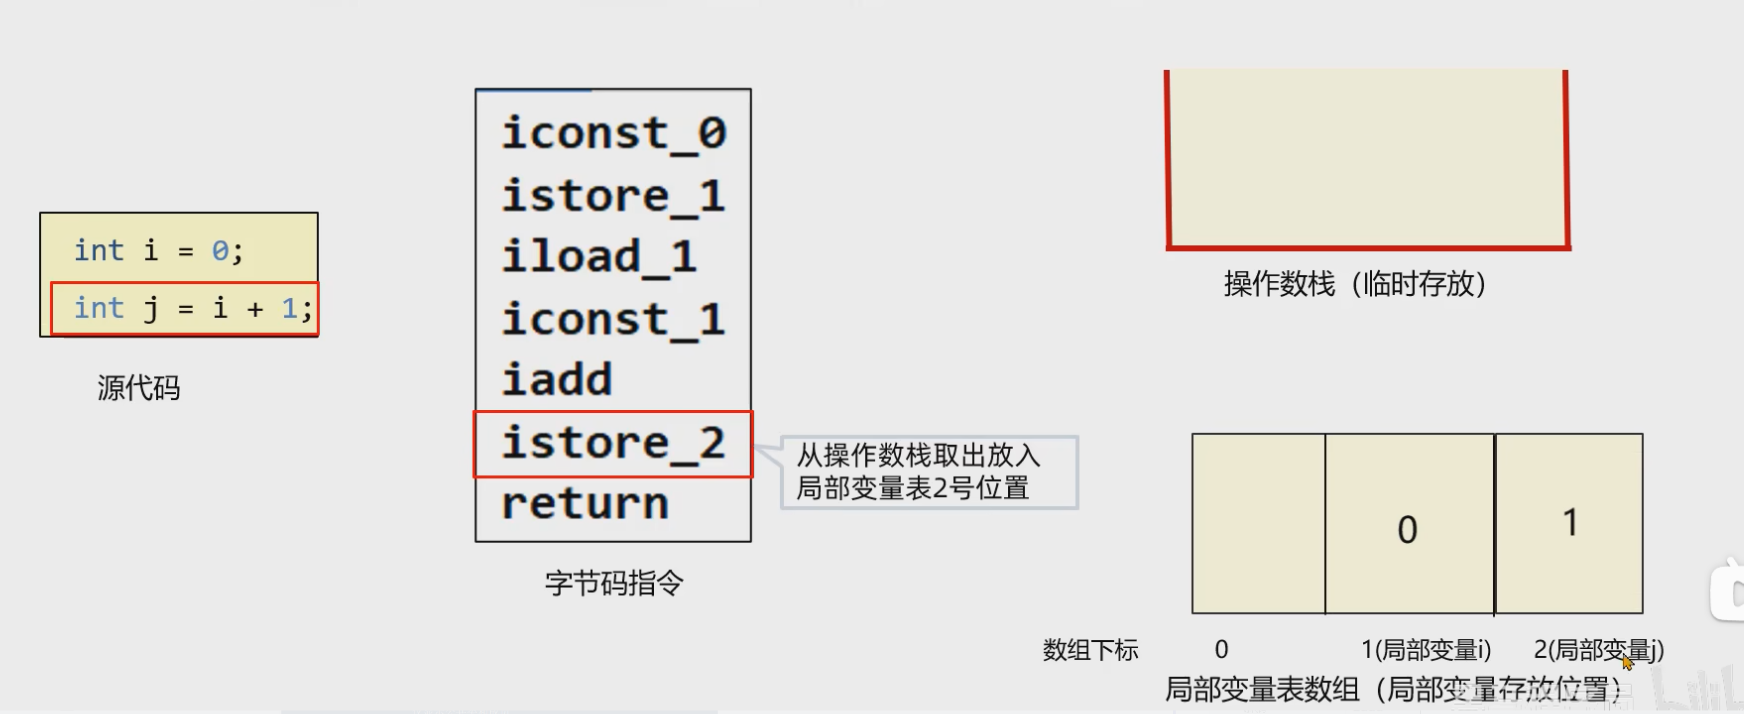 int i = 0;
int j = i + 1;
源代码
iconst_0
istore_1
iload_1
iconst_1
iadd
istore_2
return
字节码指令
从操作数栈取出放入
局部变量表2号位置
操作数栈（临时存放）
0
1
数组下标
0
1(局部变量i)
2(局部变量j)
局部变量表数组（局部变量存放位置）